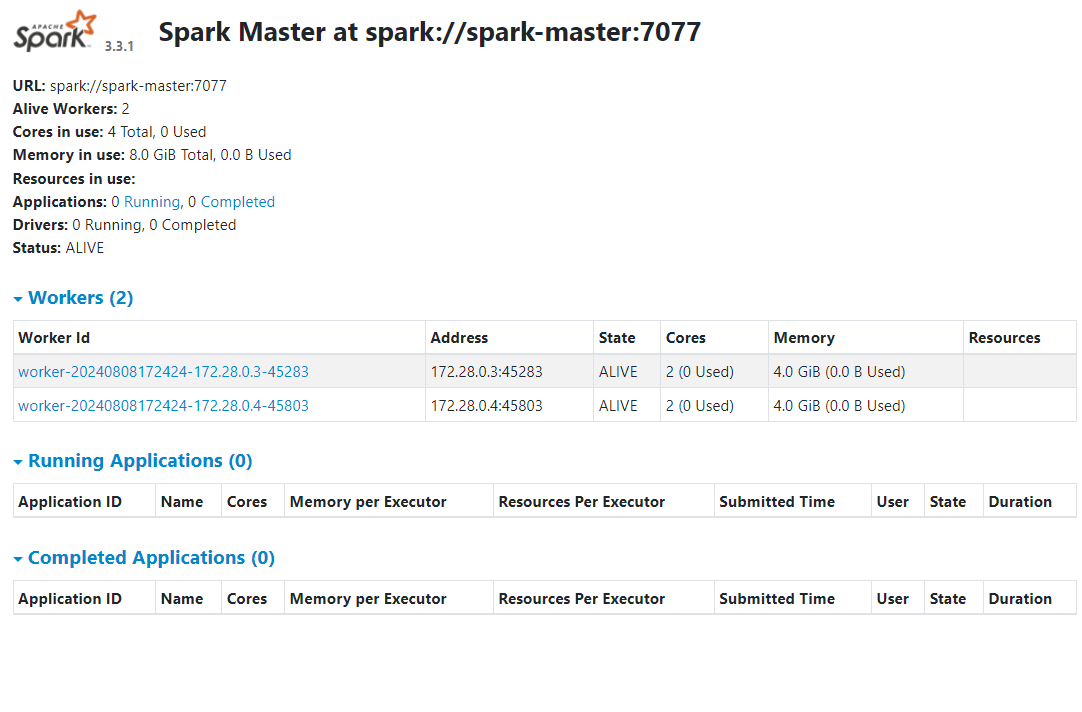 APACHE
Spark 3.3.1 Spark Master at spark://spark-master:7077
URL: spark://spark-master:7077
Alive Workers: 2
Cores in use: 4 Total, 0 Used
Memory in use: 8.0 GiB Total, 0.0 B Used
Resources in use:
Applications: 0 Running, 0 Completed
Drivers: 0 Running, 0 Completed
Status: ALIVE
Workers (2)
Worker Id Address State Cores Memory Resources
worker-20240808172424-172.28.0.3-45283 172.28.0.3:45283 ALIVE 2 (0 Used) 4.0 GiB (0.0 B Used)
worker-20240808172424-172.28.0.4-45803 172.28.0.4:45803 ALIVE 2 (0 Used) 4.0 GiB (0.0 B Used)
Running Applications (0)
Application ID Name Cores Memory per Executor Resources Per Executor Submitted Time User State Duration
Completed Applications (0)
Application ID Name Cores Memory per Executor Resources Per Executor Submitted Time User State Duration